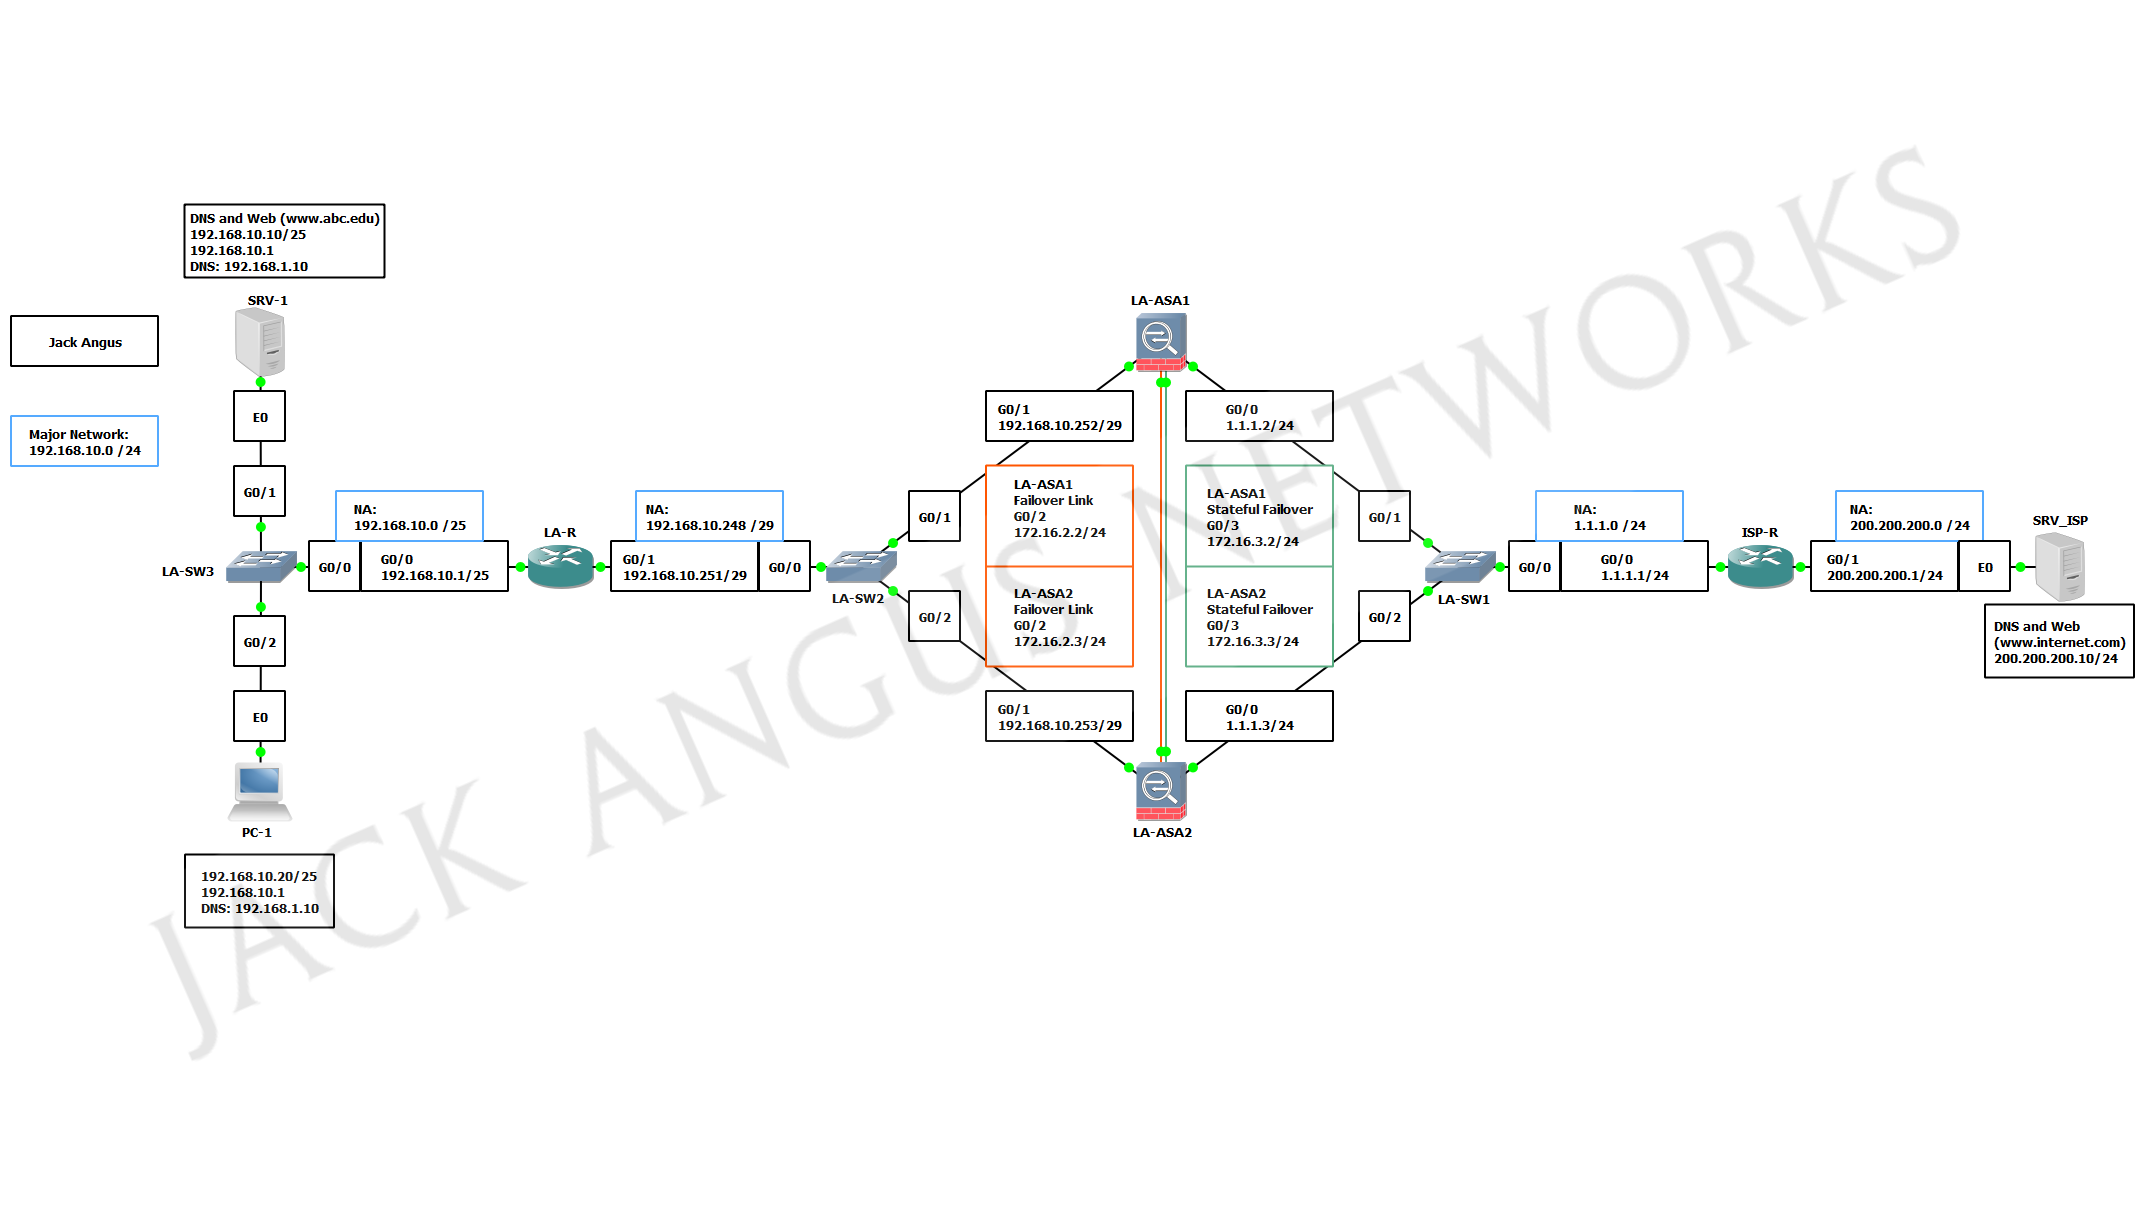 DNS and Web (www.abc.edu)
192.168.10.10/25
192.168.10.1
DNS: 192.168.1.10
SRV-1
Jack Angus
Major Network:
192.168.10.0 /24
E0
G0/1
LA-SW3
G0/0
NA:
192.168.10.0 /25
G0/0
192.168.10.1/25
G0/2
E0
PC-1
192.168.10.20/25
192.168.10.1
DNS: 192.168.1.10
LA-R
NA:
192.168.10.248 /29
G0/1
192.168.10.251/29
G0/0
LA-SW2
G0/1
G0/2
LA-ASA1
G0/1
192.168.10.252/29
G0/0
1.1.1.2/24
LA-ASA1
Failover Link
G0/2
172.16.2.2/24
LA-ASA2
Failover Link
G0/2
172.16.2.3/24
LA-ASA1
Stateful Failover
G0/3
172.16.3.2/24
LA-ASA2
Stateful Failover
G0/3
172.16.3.3/24
G0/1
192.168.10.253/29
G0/0
1.1.1.3/24
LA-ASA2
G0/1
G0/2
LA-SW1
G0/0
NA:
1.1.1.0 /24
G0/0
1.1.1.1/24
ISP-R
NA:
200.200.200.0 /24
G0/1
200.200.200.1/24
E0
SRV_ISP
DNS and Web
(www.internet.com)
200.200.200.10/24
JACK ANGUS NETWORKS